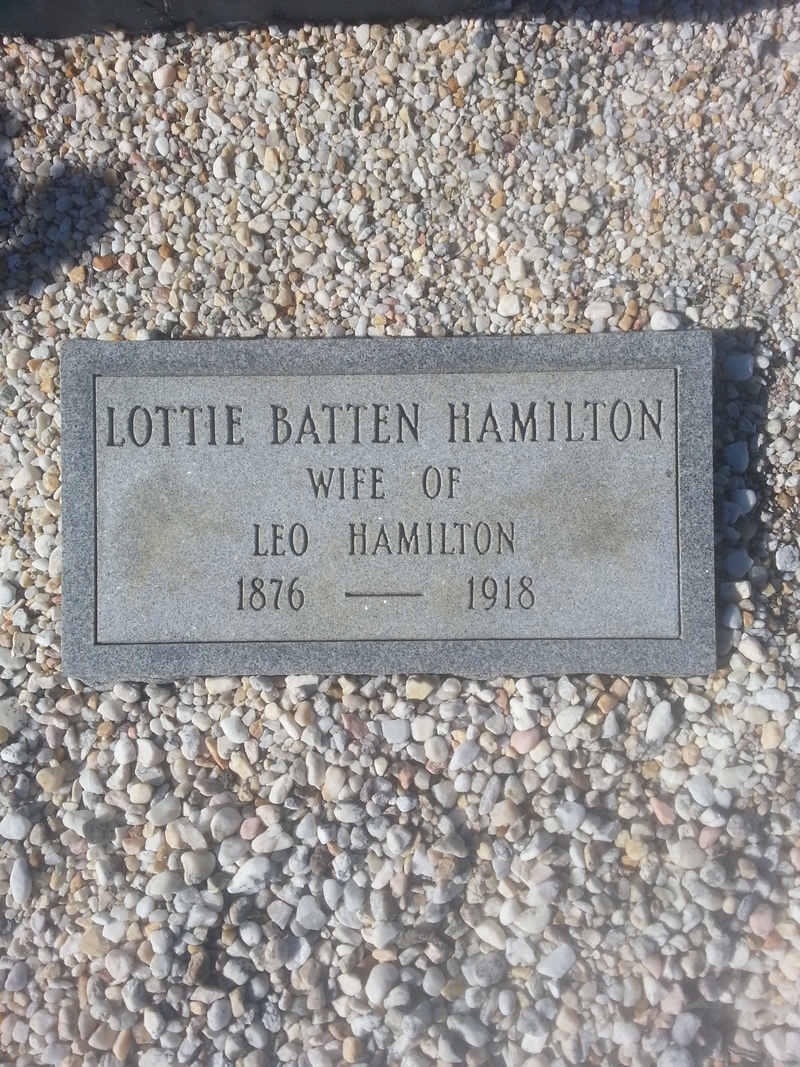 LOTTIE BATTEN HAMILTON
WIFE OF
LEO HAMILTON
1876 — 1918